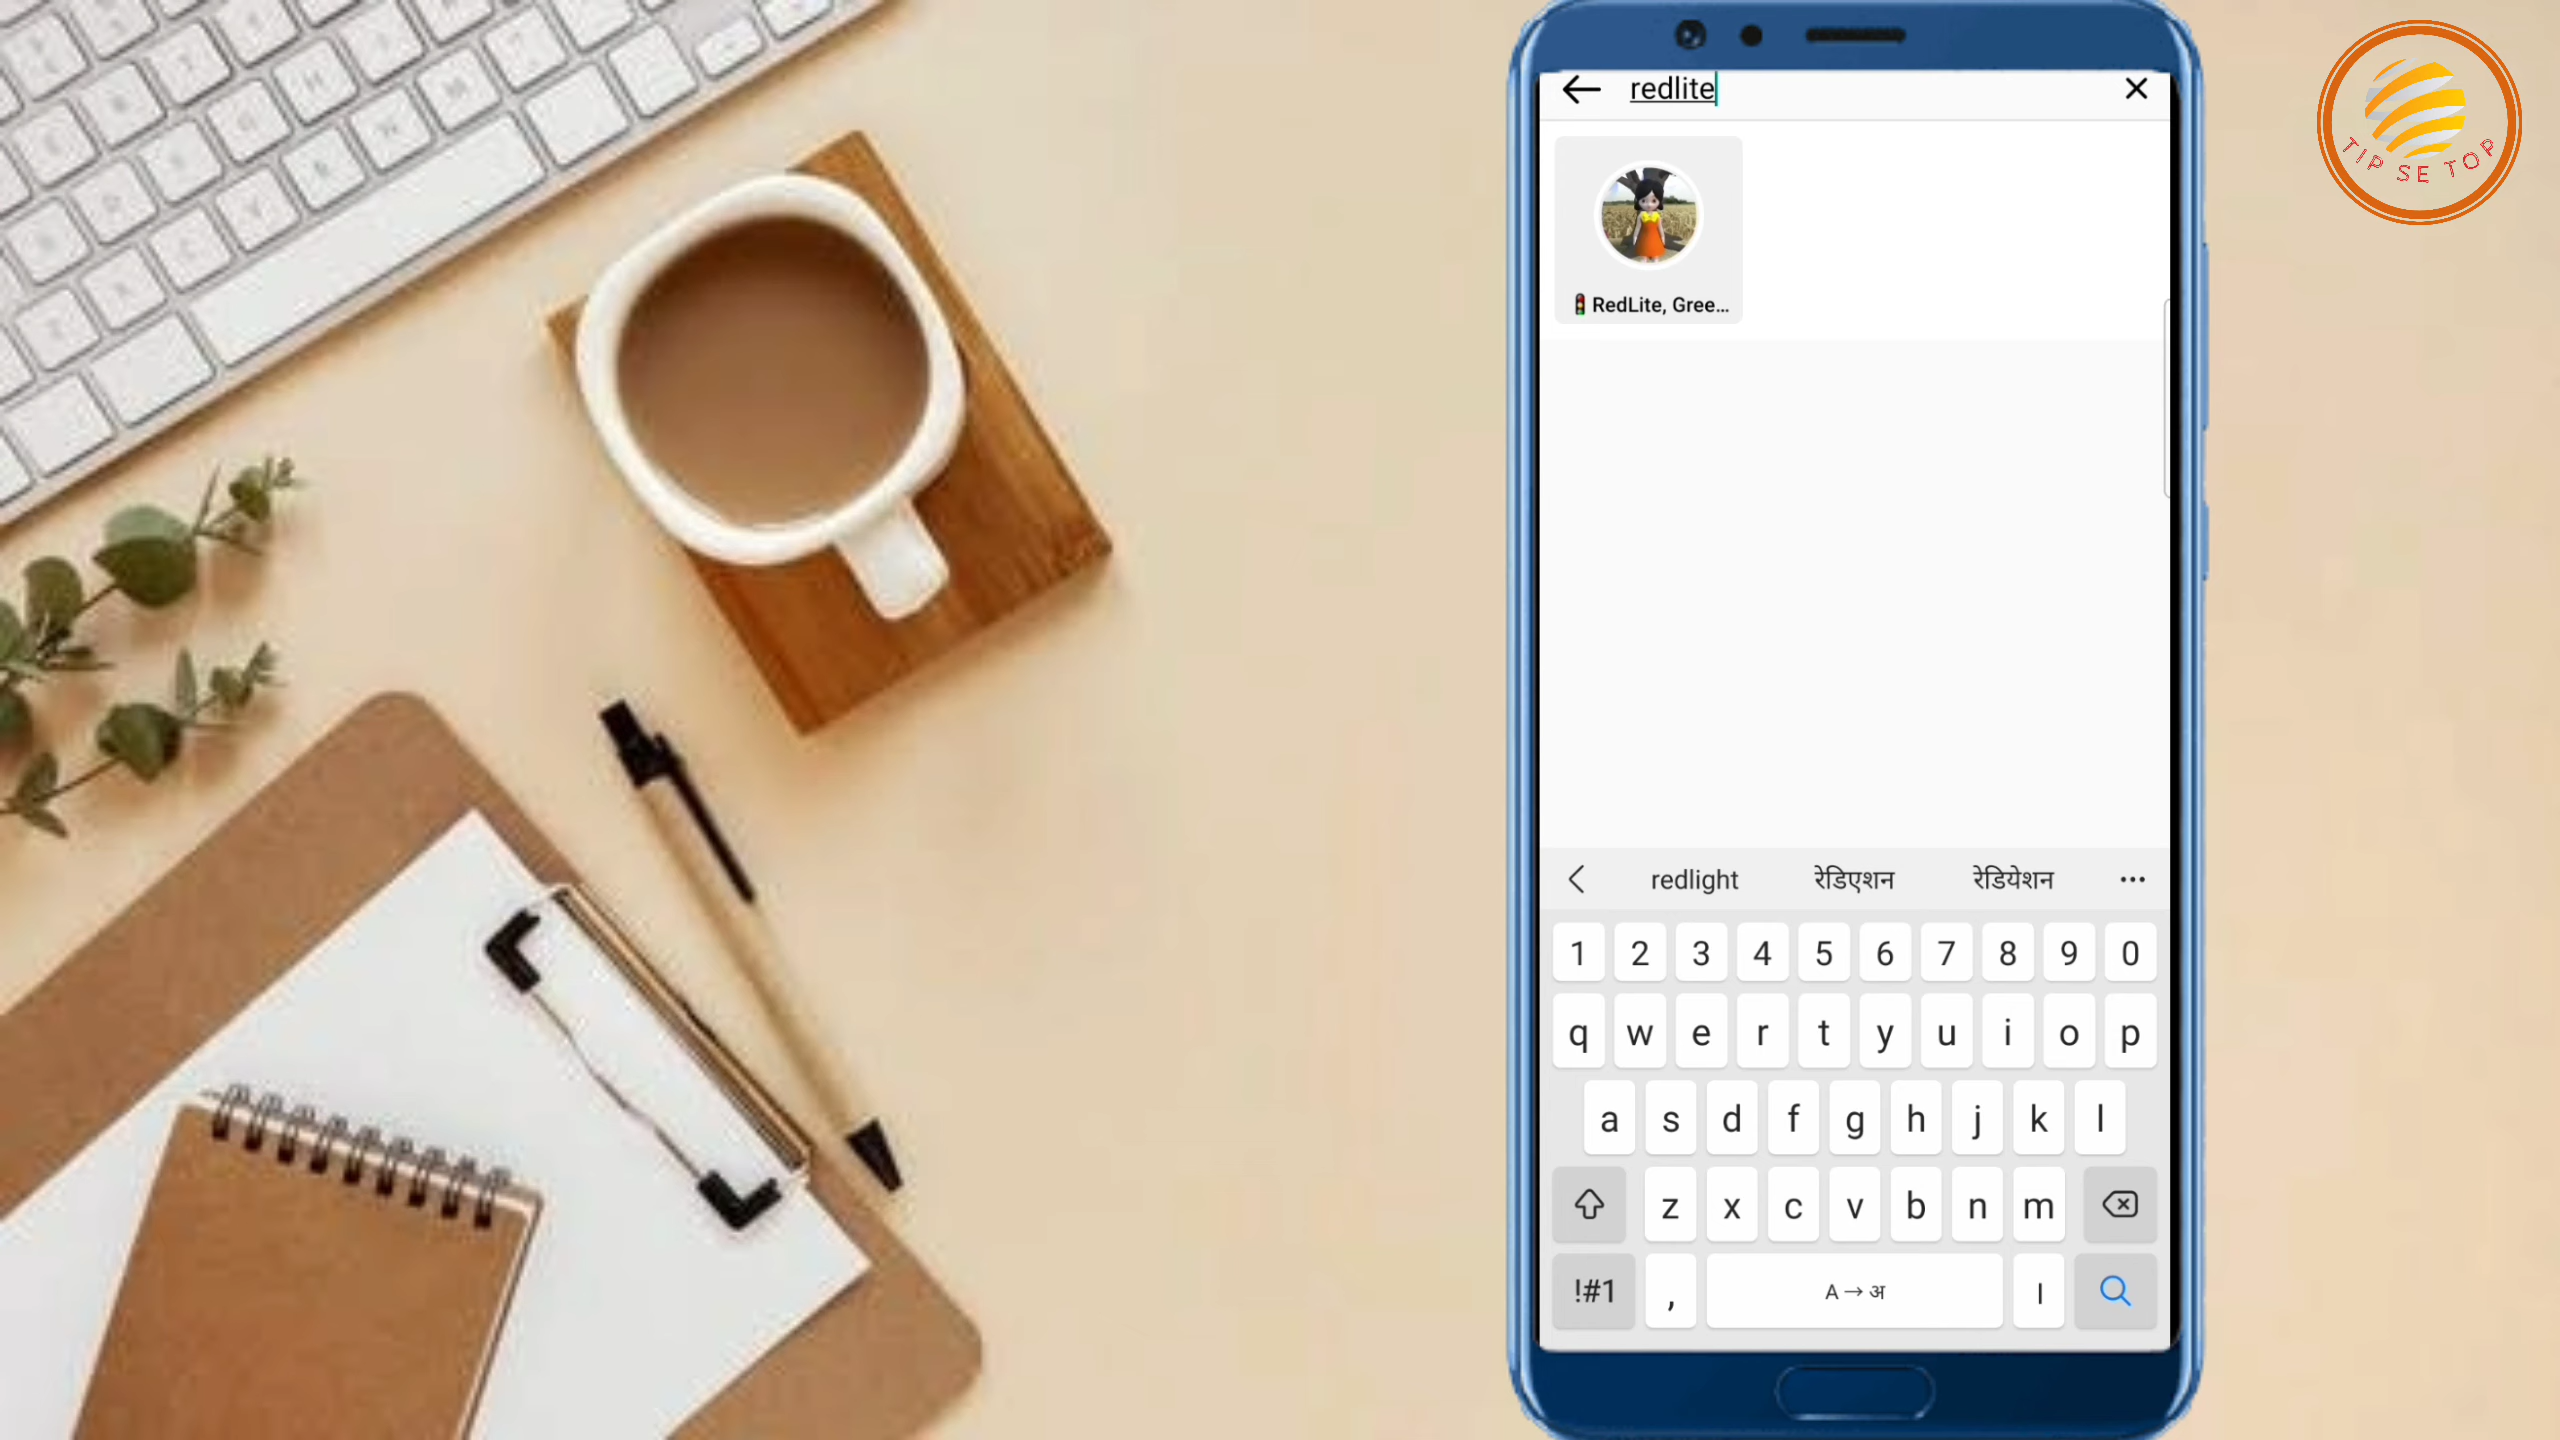 redlite
TIP SE TOP
🚦RedLite, Gree...
redlight रेडिएशन रेडियेशन ...
1 2 3 4 5 6 7 8 9 0
q w e r t y u i o p
a s d f g h j k l
z x c v b n m
!#1 , A→अ |